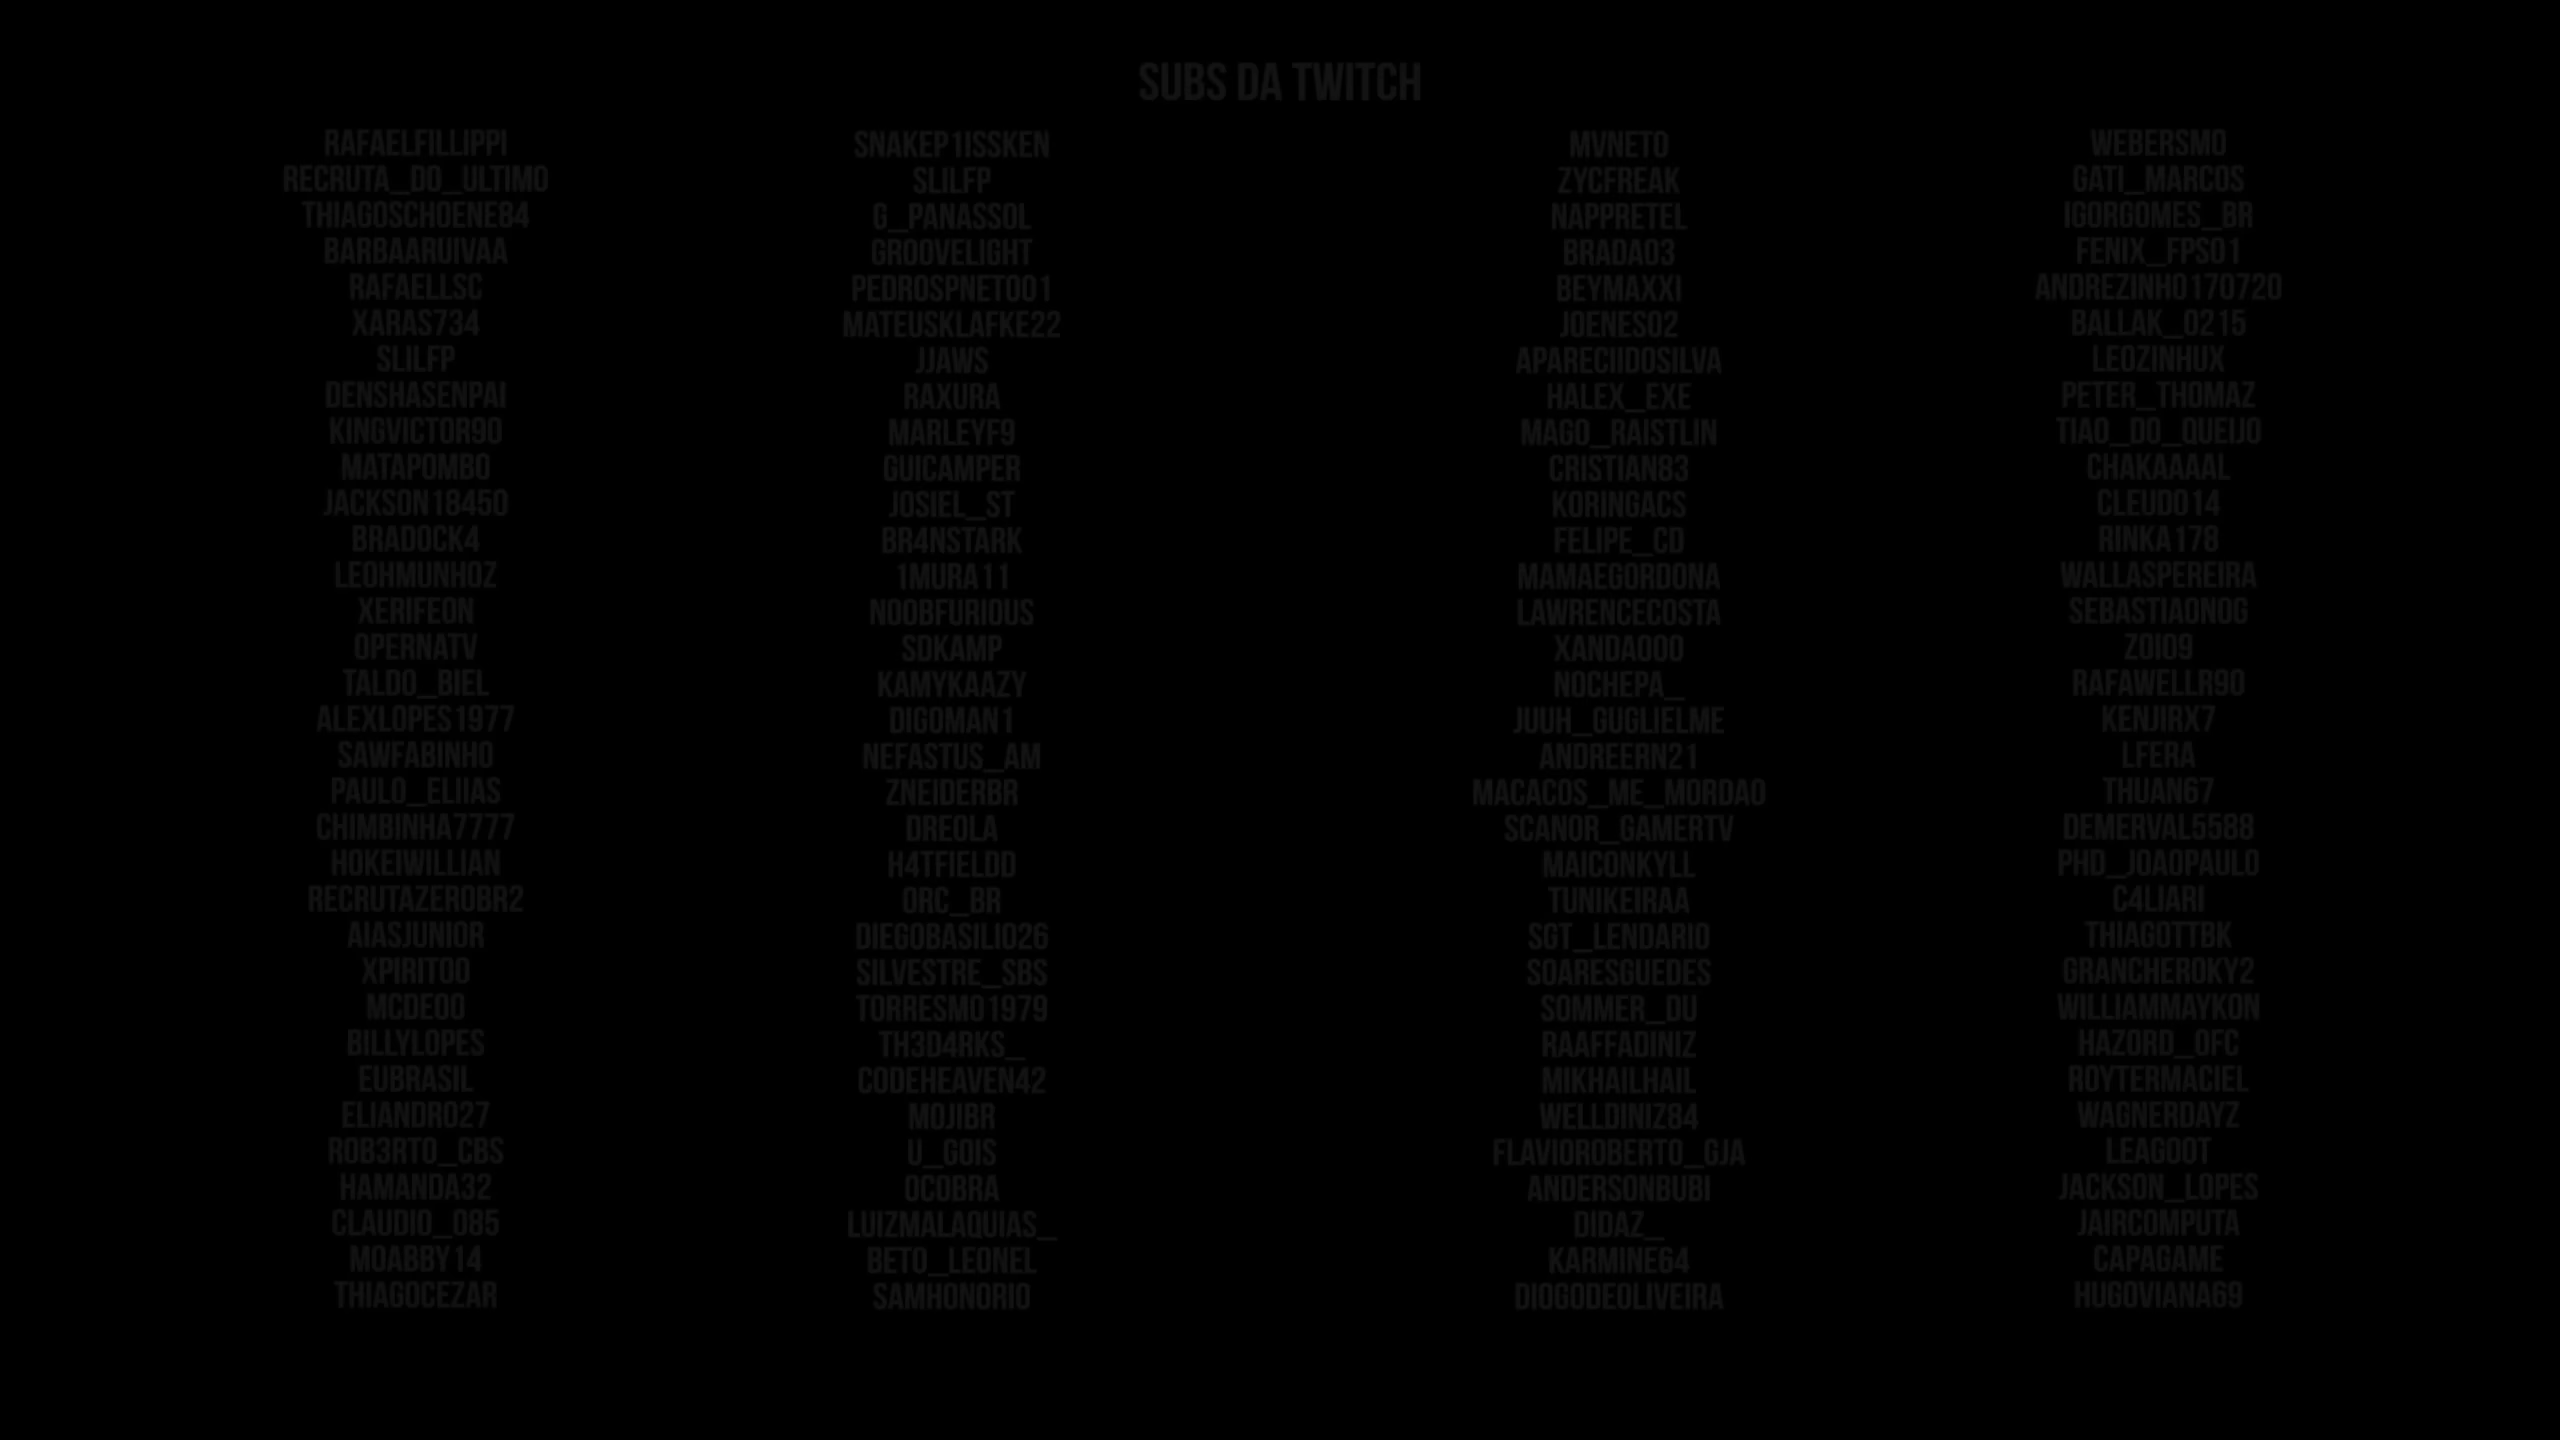 SUBS DA TWITCH
RAFAELFILLIPPI
RECRUTA_DO_ULTIMO
THIAGOSCHOENE84
BARBAARUIVAA
RAFAELLSC
XARAS734
SLILFP
DENSHASENPAI
KINGVICTOR90
MATAPOMBO
JACKSON18450
BRADOCK4
LEOHMUNHOZ
XERIFEON
OPERNATV
TALDO_BIEL
ALEXLOPES1977
SAWFABINHO
PAULO_ELIIAS
CHIMBINHA7777
HOKEIWILLIAN
RECRUTAZEROBR2
AIASJUNIOR
XPIRITOO
MCDEOO
BILLYLOPES
EUBRASIL
ELIANDRO27
ROB3RTO_CBS
HAMANDA32
CLAUDIO_085
MOABBY14
THIAGOCEZAR
SNAKEP1ISSKEN
SLILFP
G_PANASSOL
GROOVELIGHT
PEDROSPNETO01
MATEUSKLAFKE22
JJAWS
RAXURA
MARLEYF9
GUICAMPER
JOSIEL_ST
BR4NSTARK
1MURA11
NOOBFURIOUS
SDKAMP
KAMYKAAZY
DIGOMAN1
NEFASTUS_AM
ZNEIDERBR
DREOLA
H4TFIELDD
ORC_BR
DIEGOBASILIO26
SILVESTRE_SBS
TORRESMO1979
TH3D4RKS_
CODEHEAVEN42
MOJIBR
U_GOIS
OCOBRA
LUIZMALAQUIAS_
BETO_LEONEL
SAMHONORIO
MVNETO
ZYCFREAK
NAPPRETEL
BRADAO3
BEYMAXXI
JOENES02
APARECIIDOSILVA
HALEX_EXE
MAGO_RAISTLIN
CRISTIAN83
KORINGACS
FELIPE_CD
MAMAEGORDONA
LAWRENCECOSTA
XANDAOOO
NOCHEPA_
JUUH_GUGLIELME
ANDREERN21
MACACOS_ME_MORDAO
SCANOR_GAMERTV
MAICONKYLL
TUNIKEIRAA
SGT_LENDARIO
SOARESGUEDES
SOMMER_DU
RAAFFADINIZ
MIKHAILHAIL
WELLDINIZ84
FLAVIOROBERTO_GJA
ANDERSONBUBI
DIDAZ_
KARMINE64
DIOGODEOLIVEIRA
WEBERSMO
GATI_MARCOS
IGORGOMES_BR
FENIX_FPS01
ANDREZINHO170720
BALLAK_0215
LEOZINHUX
PETER_THOMAZ
TIAO_DO_QUEIJO
CHAKAAAAL
CLEUDO14
RINKA178
WALLASPEREIRA
SEBASTIAONOG
ZOIO9
RAFAWELLR90
KENJIRX7
LFERA
THUAN67
DEMERVAL5588
PHD_JOAOPAULO
C4LIARI
THIAGOTTBK
GRANCHEROKY2
WILLIAMMAYKON
HAZORD_OFC
ROYTERMACIEL
WAGNERDAYZ
LEAGOOT
JACKSON_LOPES
JAIRCOMPUTA
CAPAGAME
HUGOVIANA69